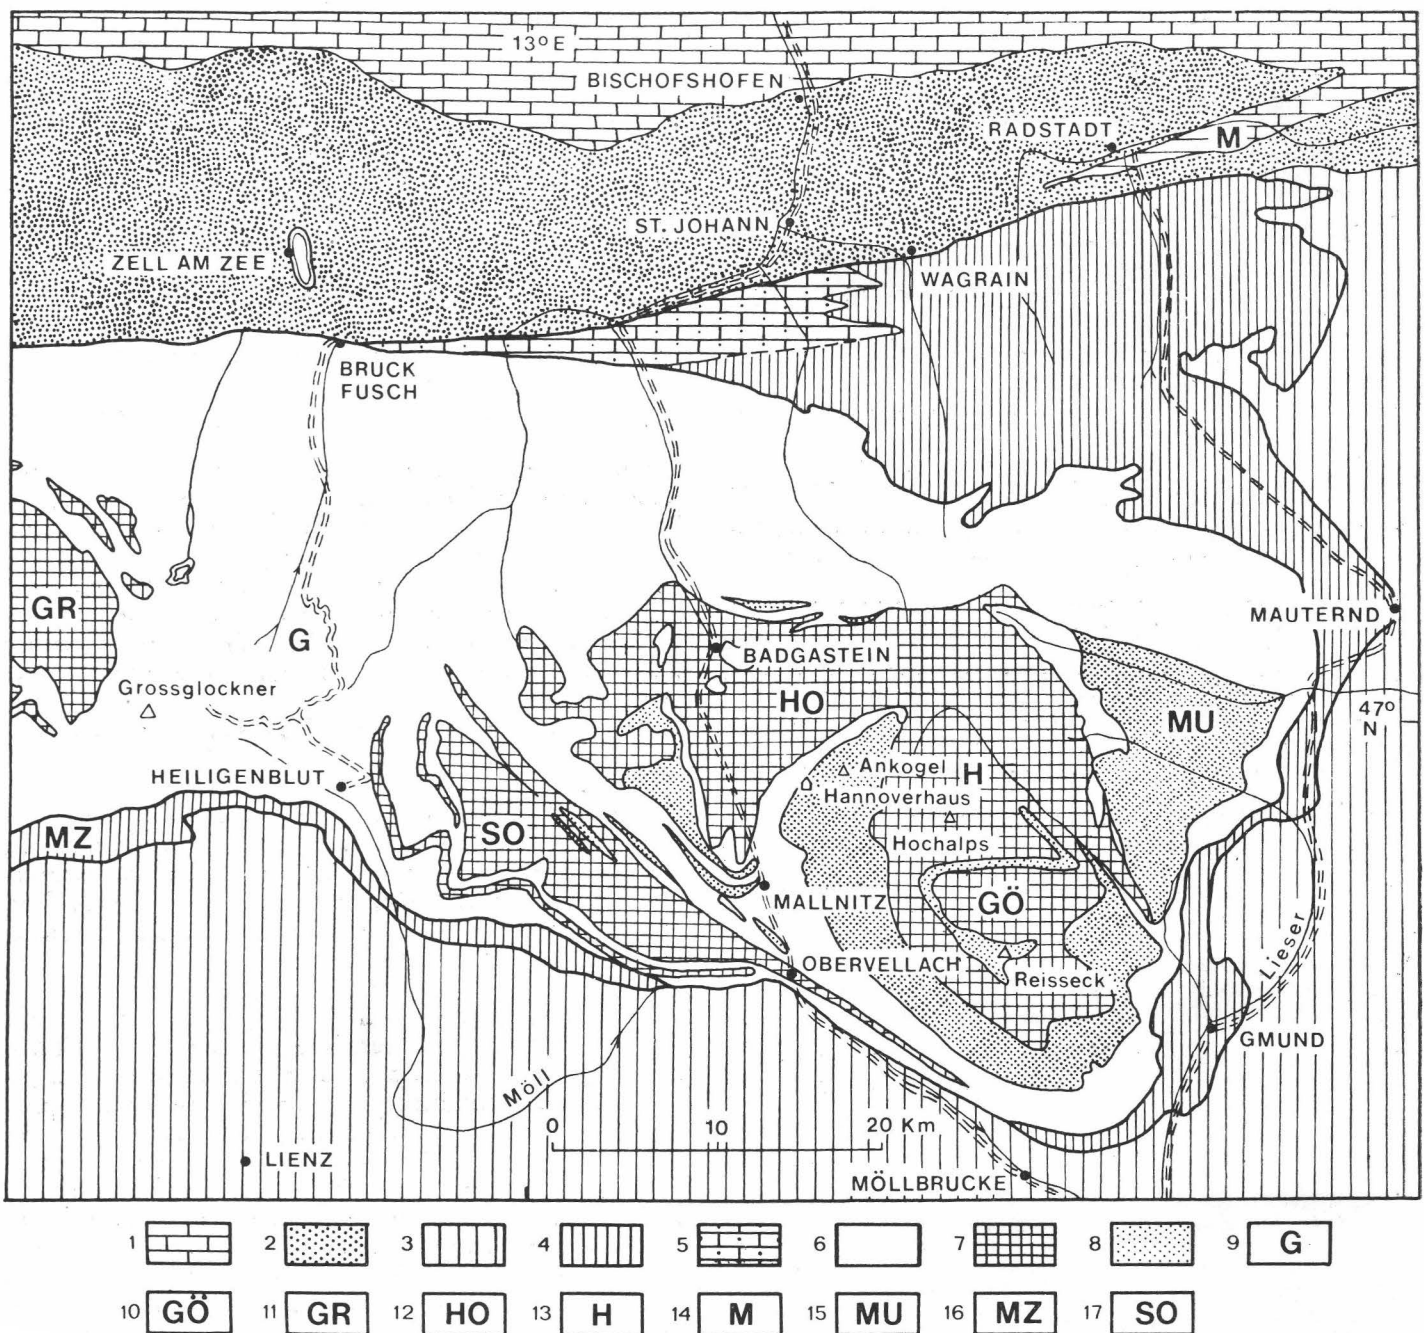 13° E
BISCHOFSHOFEN
RADSTADT
M
ST. JOHANN
ZELL AM ZEE
WAGRAIN
BRUCK
FUSCH
GR
G
MAUTERND
BADGASTEIN
Grossglockner
HO
MU
47°
N
HEILIGENBLUT
Ankogel
H
Hannoverhaus
MZ
SO
Hochalps
MALLNITZ
GÖ
OBERVELLACH
Reisseck
Lieser
GMUND
Möll
0 10 20 Km
LIENZ
MÖLLBRUCKE
1 2 3 4 5 6 7 8 9 G
10 GÖ 11 GR 12 HO 13 H 14 M 15 MU 16 MZ 17 SO